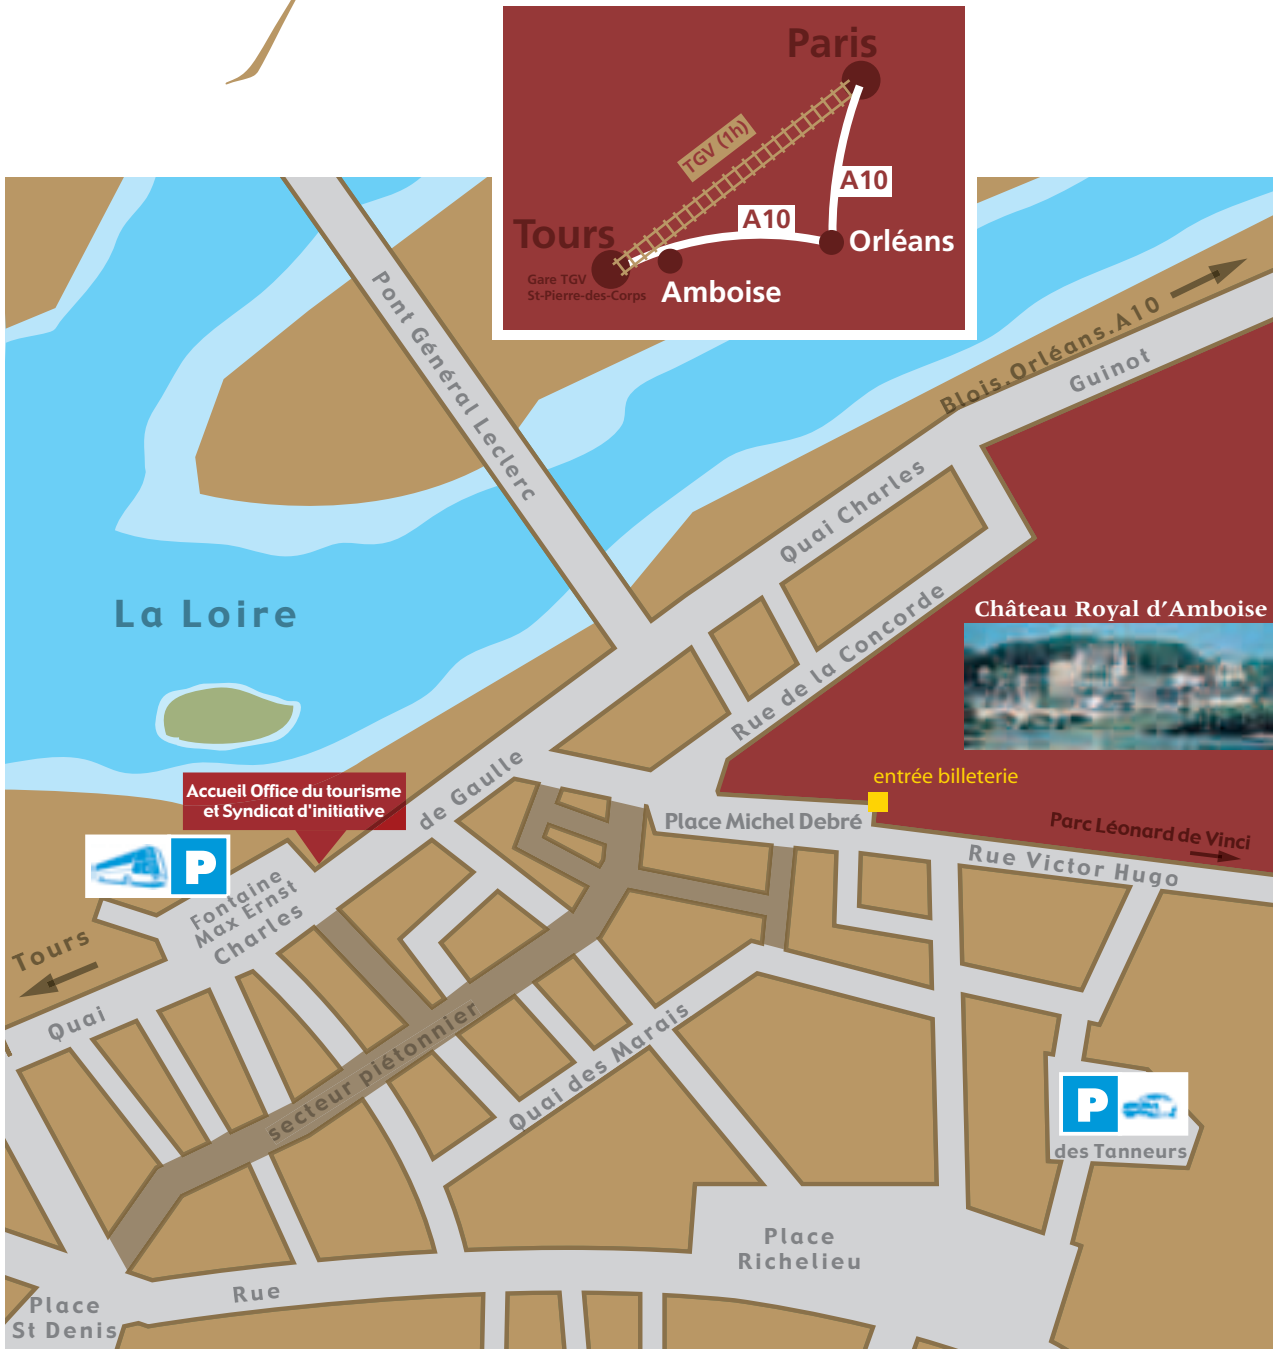 Paris
TGV (1h)
A10
A10
Tours
Orléans
Gare TGV
St-Pierre-des-Corps
Amboise
Pont Général Leclerc
Blois.Orléans.A10
Guinot
Quai Charles
La Loire
Rue de la Concorde
Château Royal d’Amboise
entrée billeterie
Accueil Office du tourisme
et Syndicat d'initiative
de Gaulle
Place Michel Debré
Parc Léonard de Vinci
Rue Victor Hugo
P
Fontaine
Max Ernst
Charles
Tours
Quai
secteur piétonnier
Quai des Marais
P
des Tanneurs
Place
Richelieu
Rue
Place
St Denis